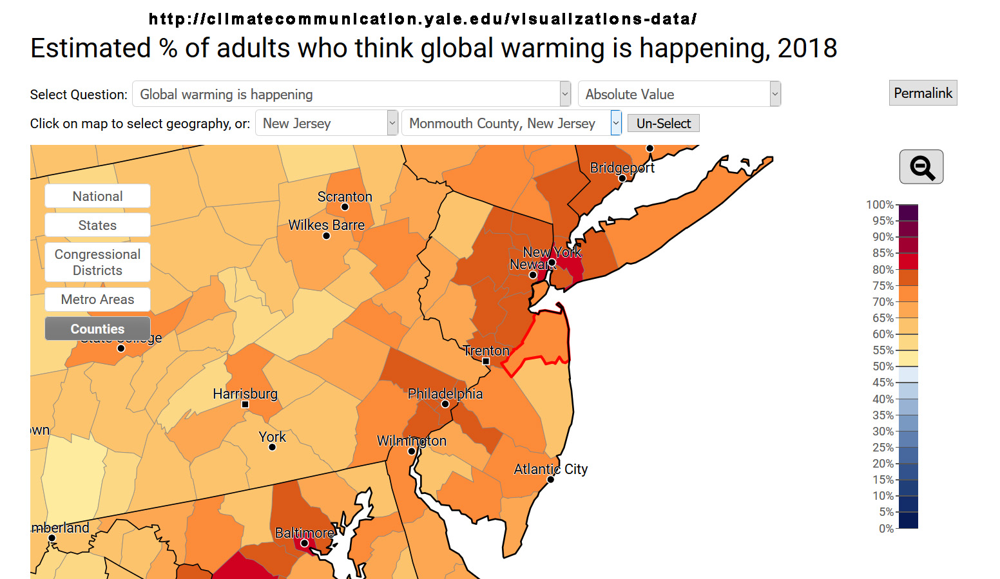 http://climatecommunication.yale.edu/visualizations-data/
Estimated % of adults who think global warming is happening, 2018
Select Question: Global warming is happening Absolute Value Permalink
Click on map to select geography, or: New Jersey Monmouth County, New Jersey Un-Select
National
States
Congressional
Districts
Metro Areas
Counties
Bridgeport
Scranton
Wilkes Barre
New York
Newark
State College
Trenton
Harrisburg
Philadelphia
own
York
Wilmington
Atlantic City
mberland
Baltimore
100%
95%
90%
85%
80%
75%
70%
65%
60%
55%
50%
45%
40%
35%
30%
25%
20%
15%
10%
5%
0%